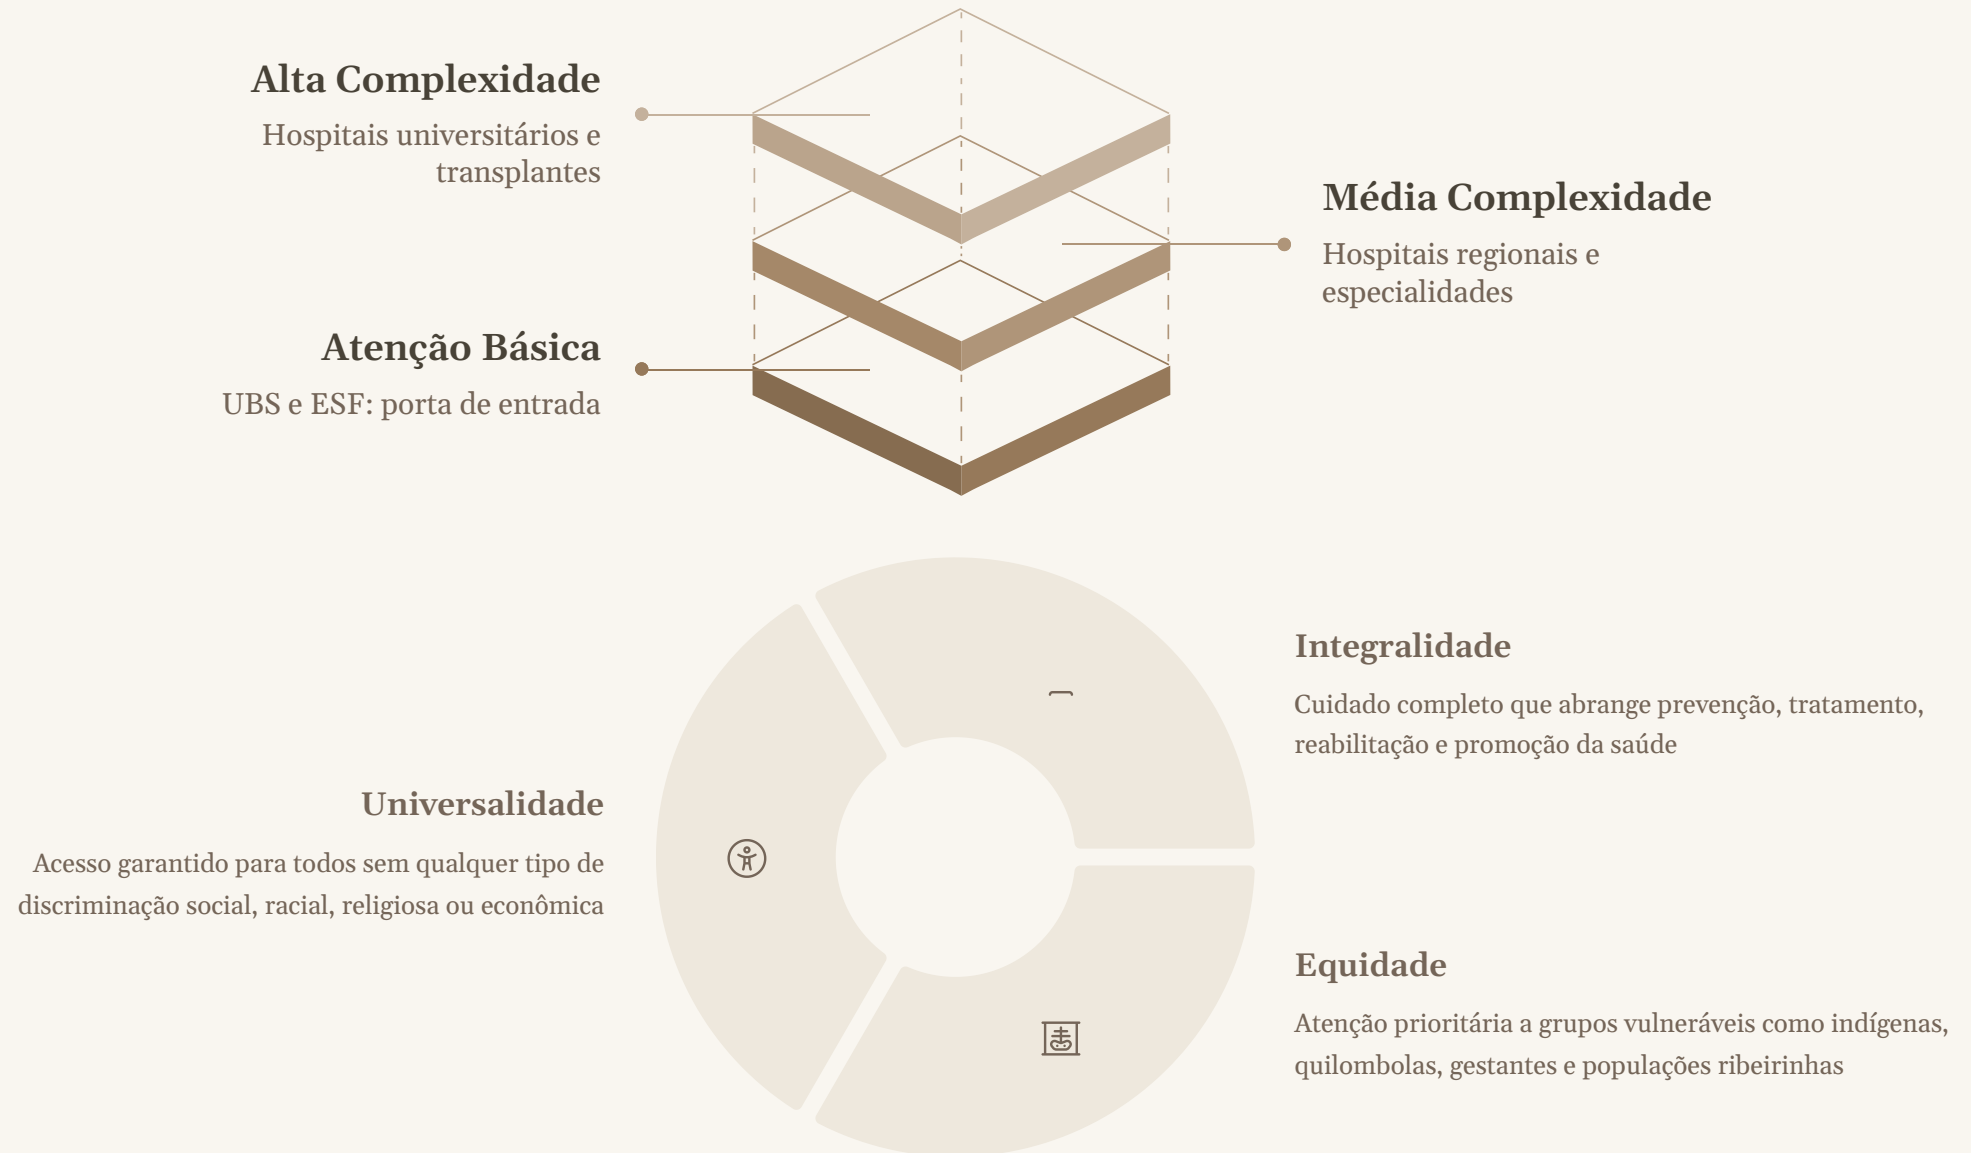 Alta Complexidade
Hospitais universitários e
transplantes
Média Complexidade
Hospitais regionais e
especialidades
Atenção Básica
UBS e ESF: porta de entrada
Integralidade
Cuidado completo que abrange prevenção, tratamento,
reabilitação e promoção da saúde
Universalidade
Acesso garantido para todos sem qualquer tipo de
discriminação social, racial, religiosa ou econômica
Equidade
Atenção prioritária a grupos vulneráveis como indígenas,
quilombolas, gestantes e populações ribeirinhas